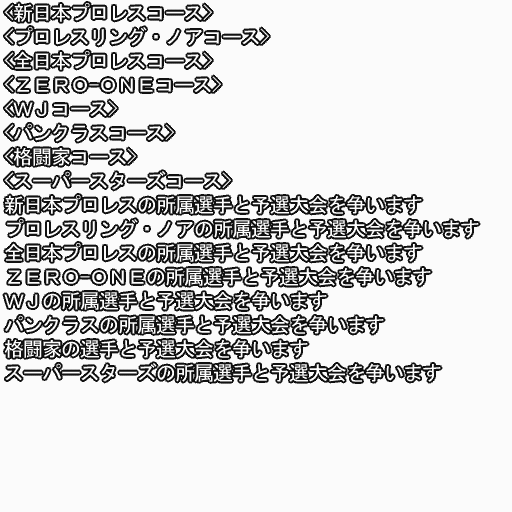 〈新日本プロレスコース〉
〈プロレスリング・ノアコース〉
〈全日本プロレスコース〉
〈ＺＥＲＯ−ＯＮＥコース〉
〈ＷＪコース〉
〈パンクラスコース〉
〈格闘家コース〉
〈スーパースターズコース〉
新日本プロレスの所属選手と予選大会を争います
プロレスリング・ノアの所属選手と予選大会を争います
全日本プロレスの所属選手と予選大会を争います
ＺＥＲＯ−ＯＮＥの所属選手と予選大会を争います
ＷＪの所属選手と予選大会を争います
パンクラスの所属選手と予選大会を争います
格闘家の選手と予選大会を争います
スーパースターズの所属選手と予選大会を争います